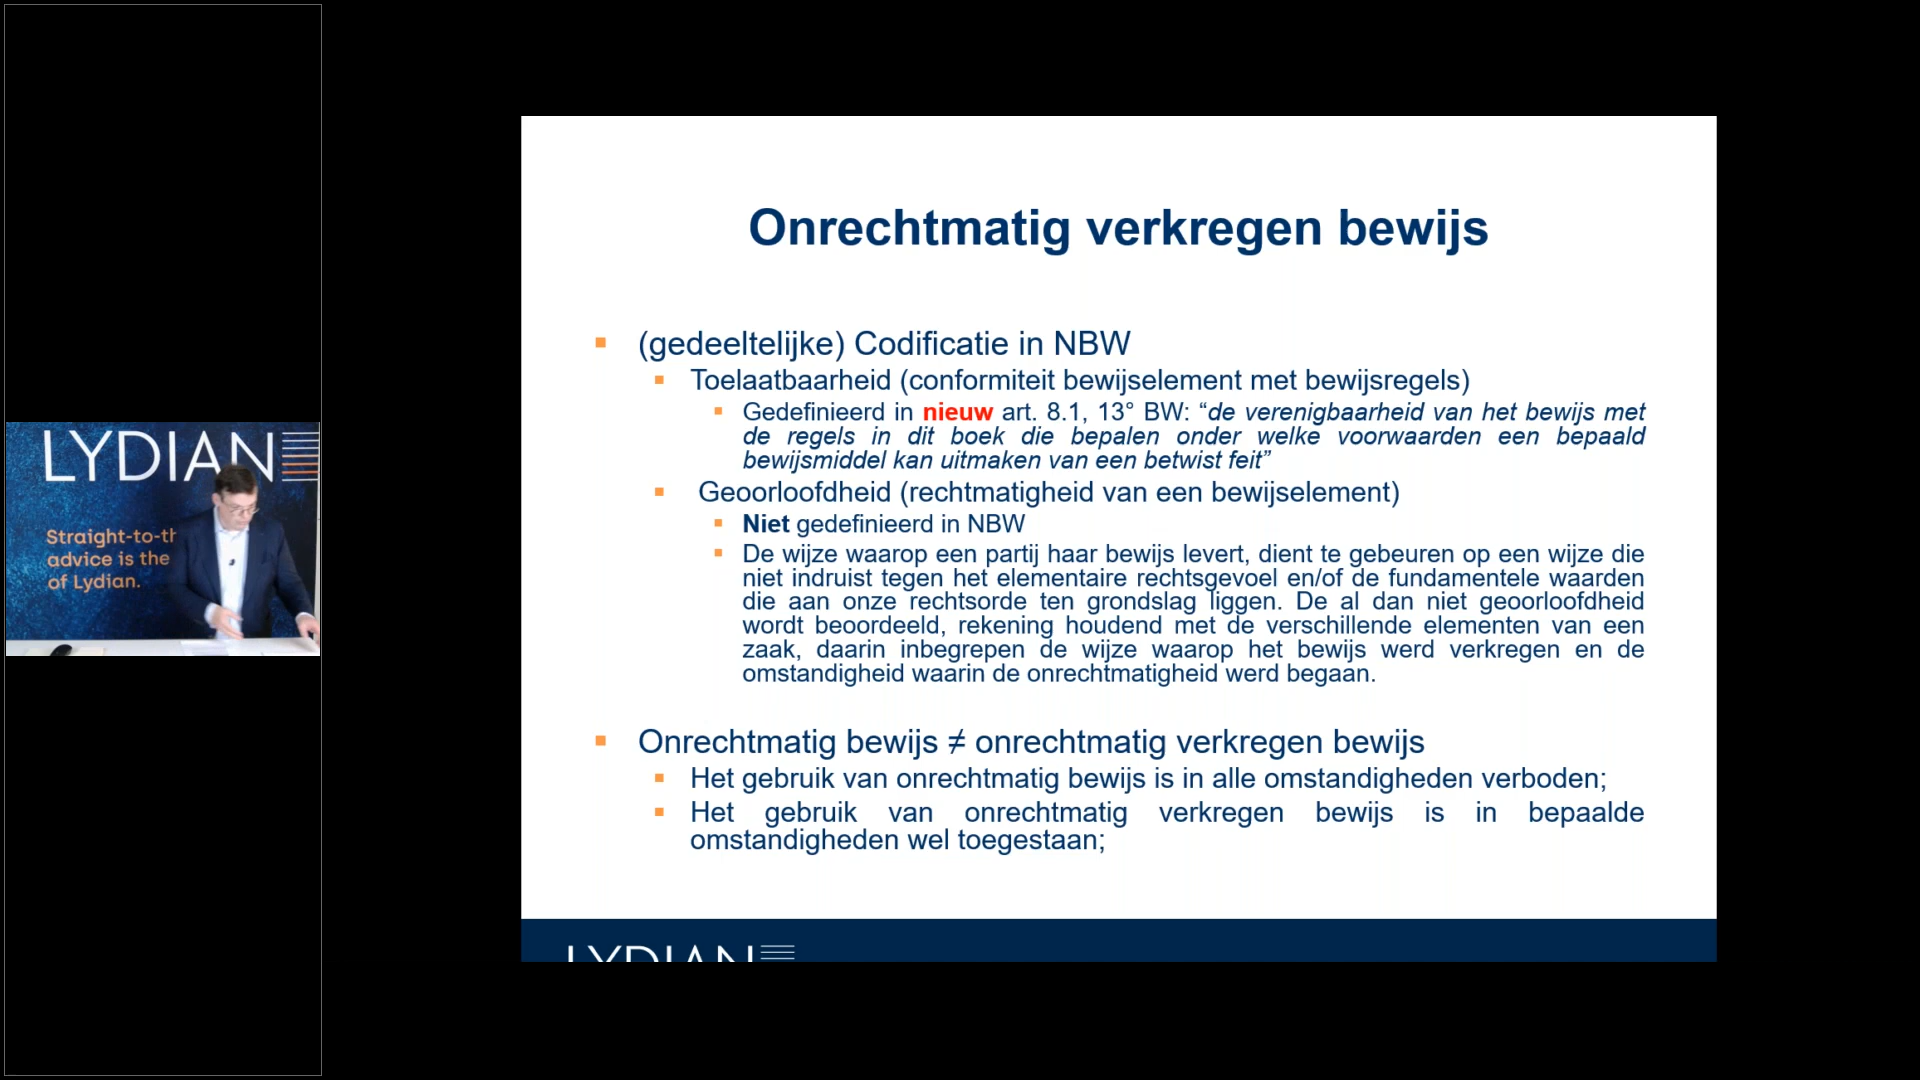 LYDIAN
Straight-to-th
advice is the
of Lydian.
Onrechtmatig verkregen bewijs
(gedeeltelijke) Codificatie in NBW
Toelaatbaarheid (conformiteit bewijselement met bewijsregels)
Gedefinieerd in nieuw art. 8.1, 13° BW: “de verenigbaarheid van het bewijs met
de regels in dit boek die bepalen onder welke voorwaarden een bepaald
bewijsmiddel kan uitmaken van een betwist feit”
Geoorloofdheid (rechtmatigheid van een bewijselement)
Niet gedefinieerd in NBW
De wijze waarop een partij haar bewijs levert, dient te gebeuren op een wijze die
niet indruist tegen het elementaire rechtsgevoel en/of de fundamentele waarden
die aan onze rechtsorde ten grondslag liggen. De al dan niet geoorloofdheid
wordt beoordeeld, rekening houdend met de verschillende elementen van een
zaak, daarin inbegrepen de wijze waarop het bewijs werd verkregen en de
omstandigheid waarin de onrechtmatigheid werd begaan.
Onrechtmatig bewijs ≠ onrechtmatig verkregen bewijs
Het gebruik van onrechtmatig bewijs is in alle omstandigheden verboden;
Het gebruik van onrechtmatig verkregen bewijs is in bepaalde
omstandigheden wel toegestaan;
LYDIAN